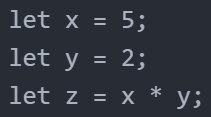 let x = 5;
let y = 2;
let z = x * y;